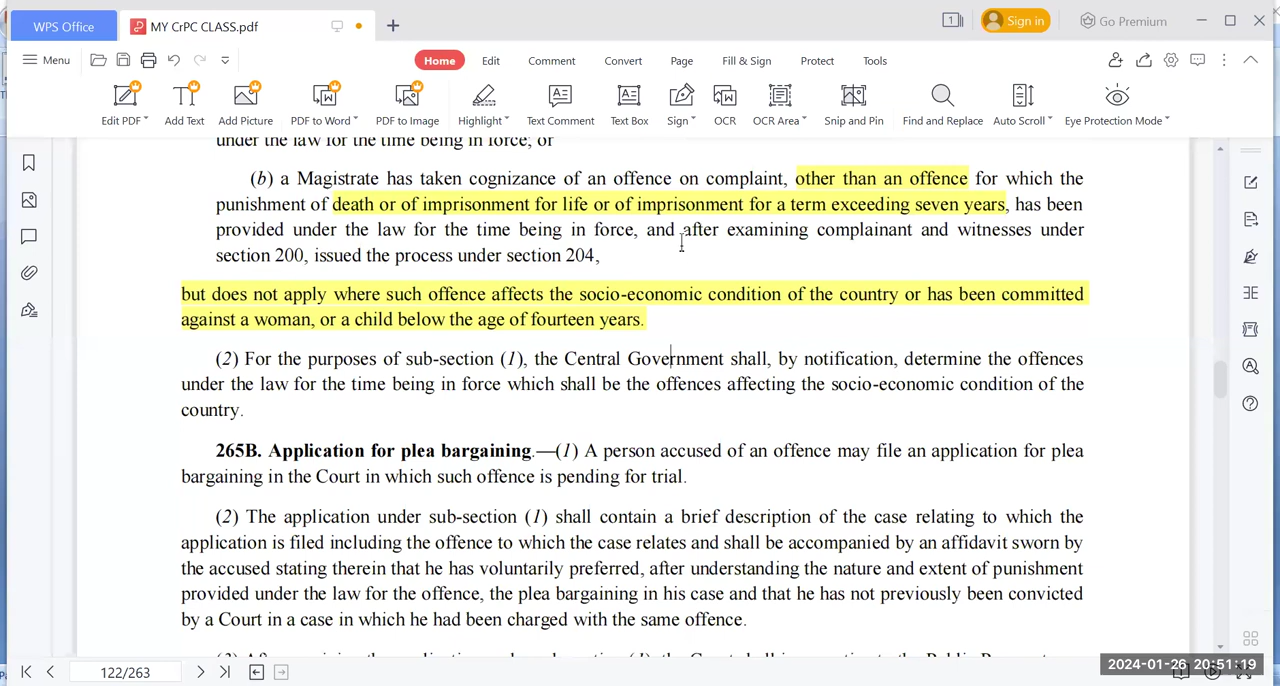 WPS Office
MY CrPC CLASS.pdf
Sign in
Go Premium
Menu
Home
Edit
Comment
Convert
Page
Fill & Sign
Protect
Tools
Edit PDF
Add Text
Add Picture
PDF to Word
PDF to Image
Highlight
Text Comment
Text Box
Sign
OCR
OCR Area
Snip and Pin
Find and Replace
Auto Scroll
Eye Protection Mode
under the law for the time being in force; or
(b) a Magistrate has taken cognizance of an offence on complaint, other than an offence for which the
punishment of death or of imprisonment for life or of imprisonment for a term exceeding seven years, has been
provided under the law for the time being in force, and after examining complainant and witnesses under
section 200, issued the process under section 204,
but does not apply where such offence affects the socio-economic condition of the country or has been committed
against a woman, or a child below the age of fourteen years.
(2) For the purposes of sub-section (1), the Central Government shall, by notification, determine the offences
under the law for the time being in force which shall be the offences affecting the socio-economic condition of the
country.
265B. Application for plea bargaining.—(1) A person accused of an offence may file an application for plea
bargaining in the Court in which such offence is pending for trial.
(2) The application under sub-section (1) shall contain a brief description of the case relating to which the
application is filed including the offence to which the case relates and shall be accompanied by an affidavit sworn by
the accused stating therein that he has voluntarily preferred, after understanding the nature and extent of punishment
provided under the law for the offence, the plea bargaining in his case and that he has not previously been convicted
by a Court in a case in which he had been charged with the same offence.
122/263
2024-01-26 20:51:19